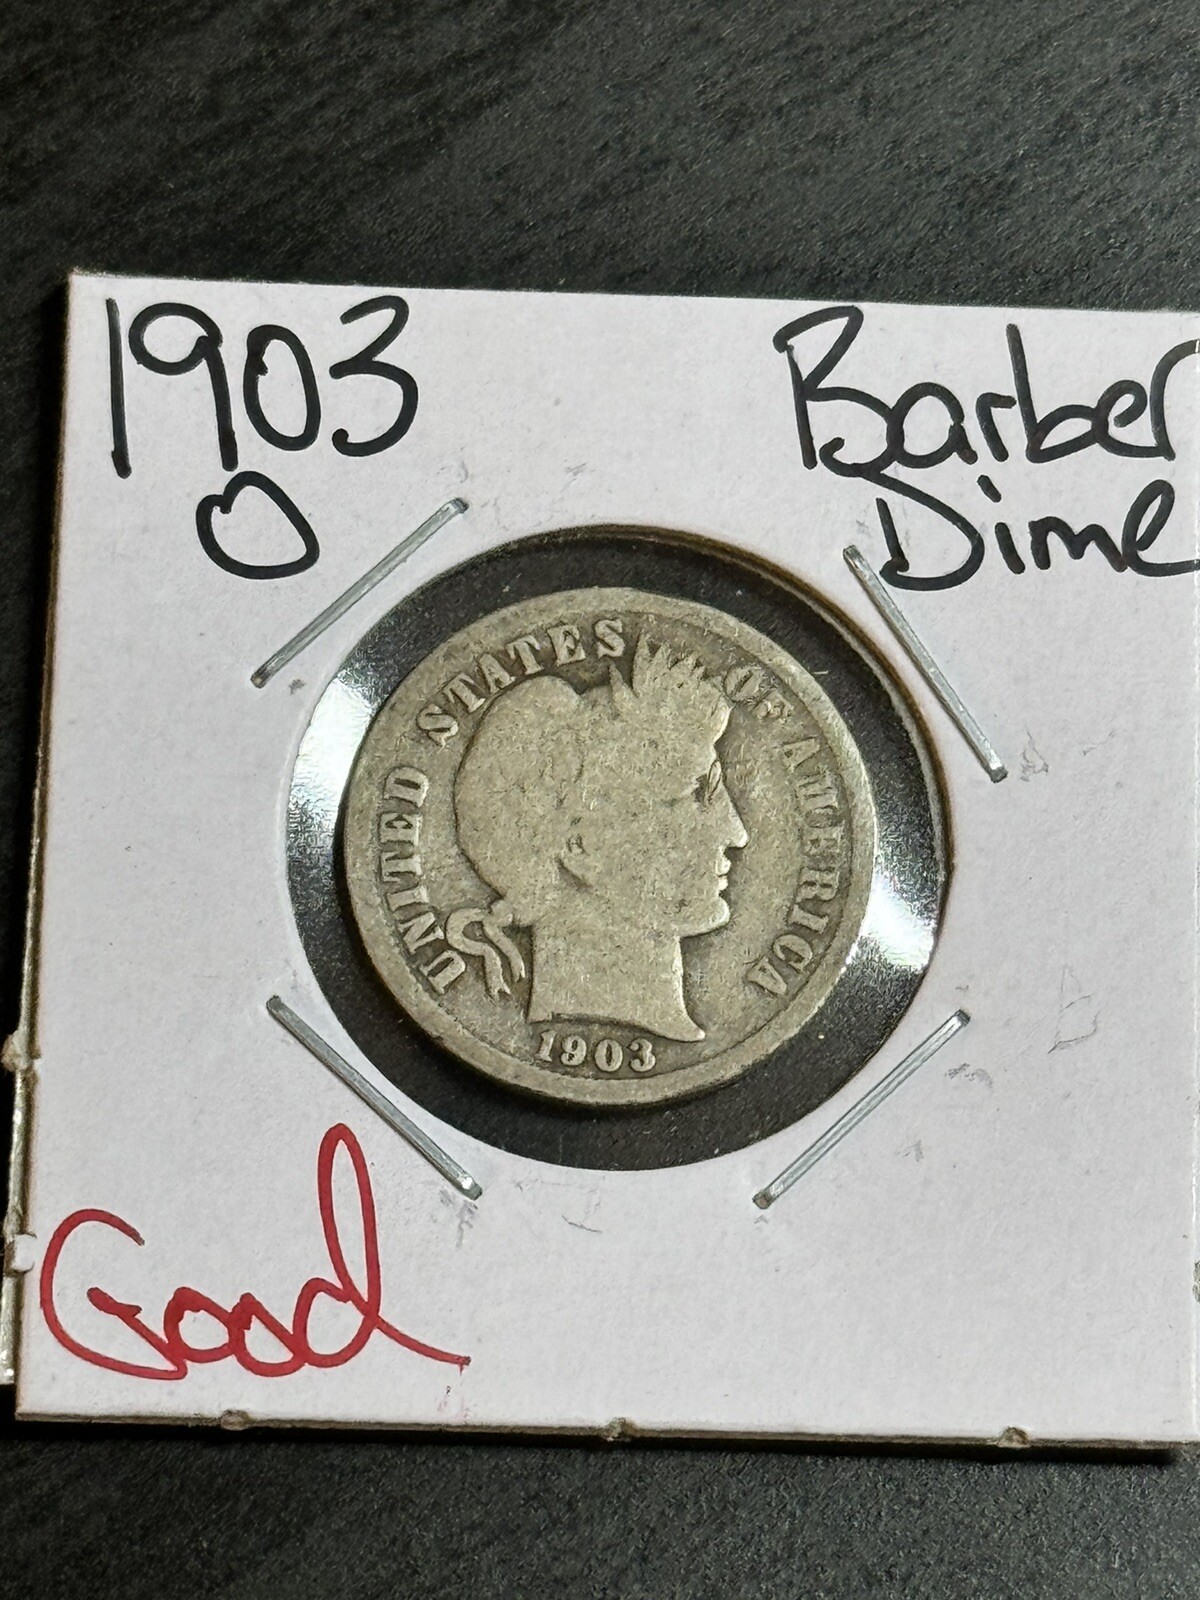 1903
O
Barber
Dime
UNITED STATES OF AMERICA
1903
Good